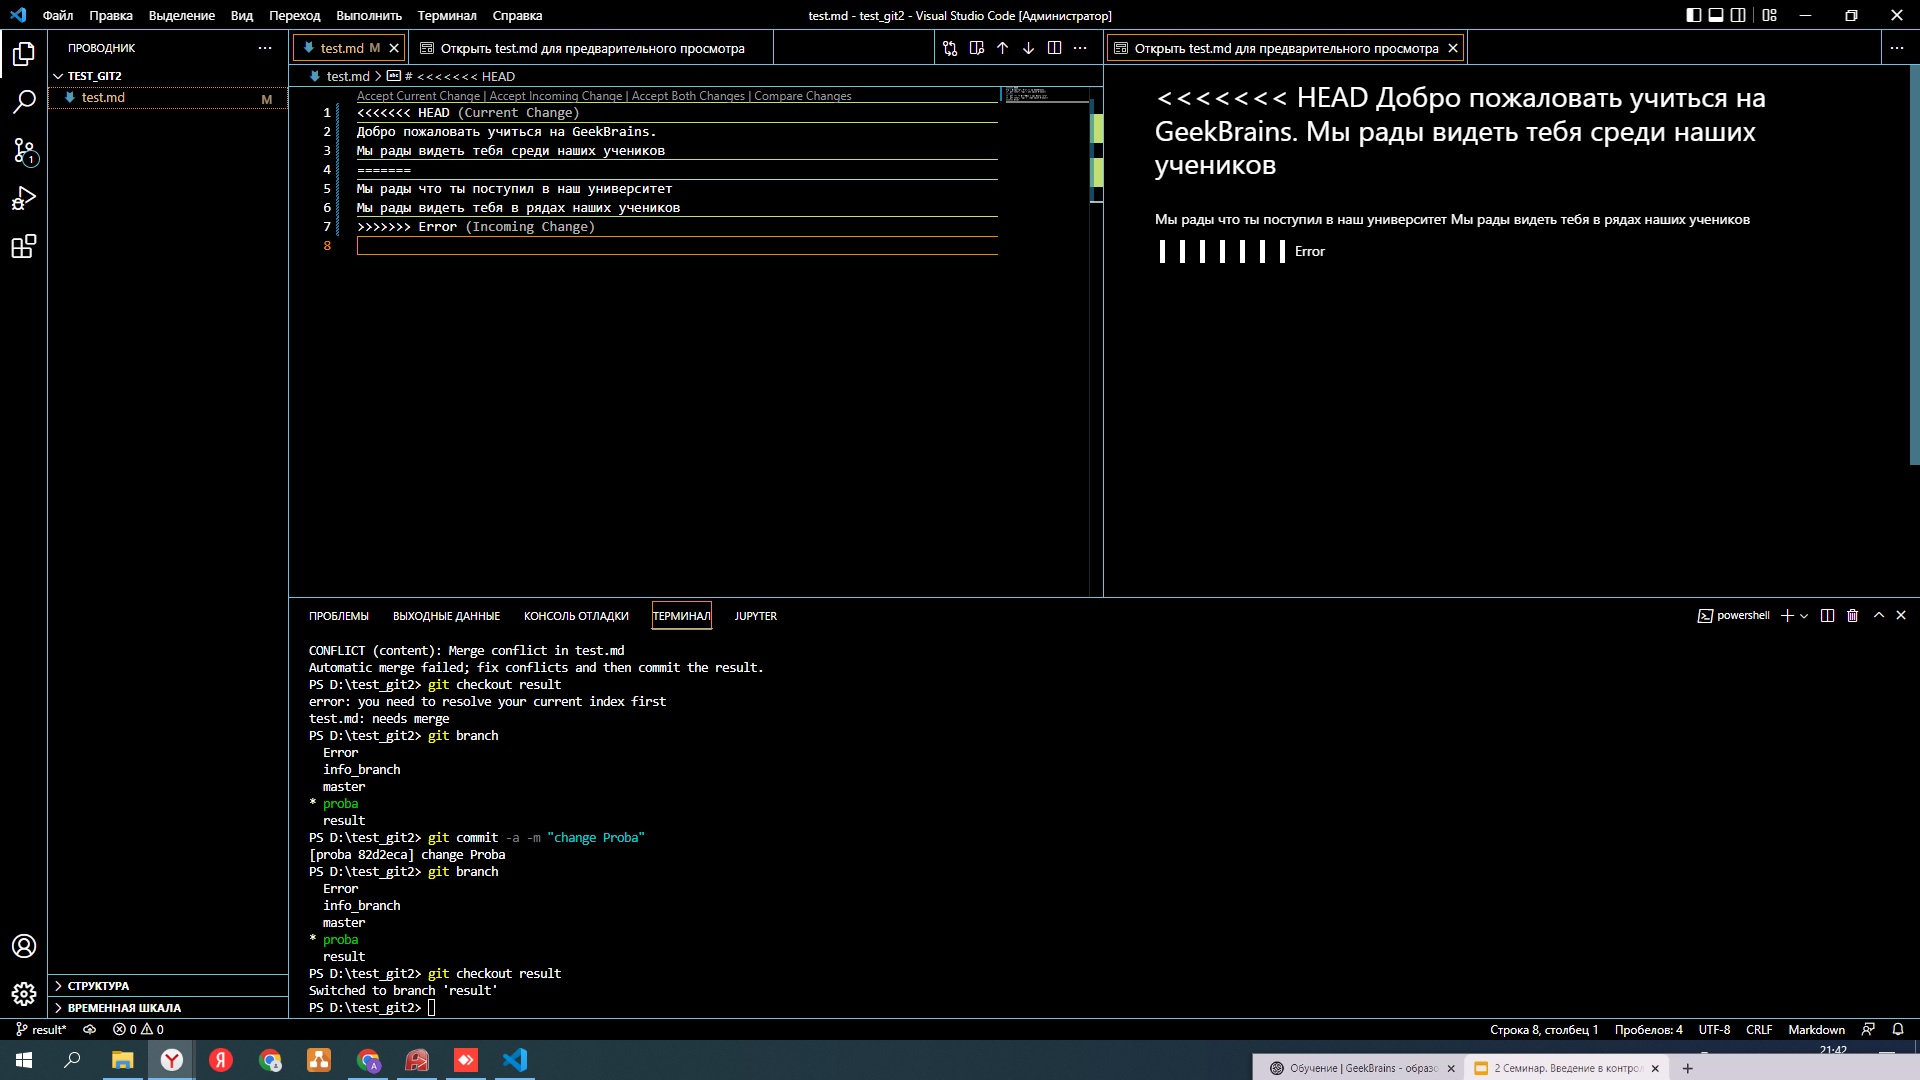 Файл Правка Выделение Вид Переход Выполнить Терминал Справка
test.md - test_git2 - Visual Studio Code [Администратор]
ПРОВОДНИК
TEST_GIT2
test.md M
1
test.md M
Открыть test.md для предварительного просмотра
test.md > # <<<<<<< HEAD
Accept Current Change | Accept Incoming Change | Accept Both Changes | Compare Changes
1 <<<<<<< HEAD (Current Change)
2 Добро пожаловать учиться на GeekBrains.
3 Мы рады видеть тебя среди наших учеников
4 =======
5 Мы рады что ты поступил в наш университет
6 Мы рады видеть тебя в рядах наших учеников
7 >>>>>>> Error (Incoming Change)
8
Открыть test.md для предварительного просмотра
<<<<<<< HEAD Добро пожаловать учиться на
GeekBrains. Мы рады видеть тебя среди наших
учеников
Мы рады что ты поступил в наш университет Мы рады видеть тебя в рядах наших учеников
Error
ПРОБЛЕМЫ ВЫХОДНЫЕ ДАННЫЕ КОНСОЛЬ ОТЛАДКИ ТЕРМИНАЛ JUPYTER
powershell
CONFLICT (content): Merge conflict in test.md
Automatic merge failed; fix conflicts and then commit the result.
PS D:\test_git2> git checkout result
error: you need to resolve your current index first
test.md: needs merge
PS D:\test_git2> git branch
Error
info_branch
master
* proba
result
PS D:\test_git2> git commit -a -m "change Proba"
[proba 82d2eca] change Proba
PS D:\test_git2> git branch
Error
info_branch
master
* proba
result
PS D:\test_git2> git checkout result
Switched to branch 'result'
PS D:\test_git2>
СТРУКТУРА
ВРЕМЕННАЯ ШКАЛА
result* 0 0
Строка 8, столбец 1 Пробелов: 4 UTF-8 CRLF Markdown
21:42
Обучение | GeekBrains - образо
2 Семинар. Введение в контрол